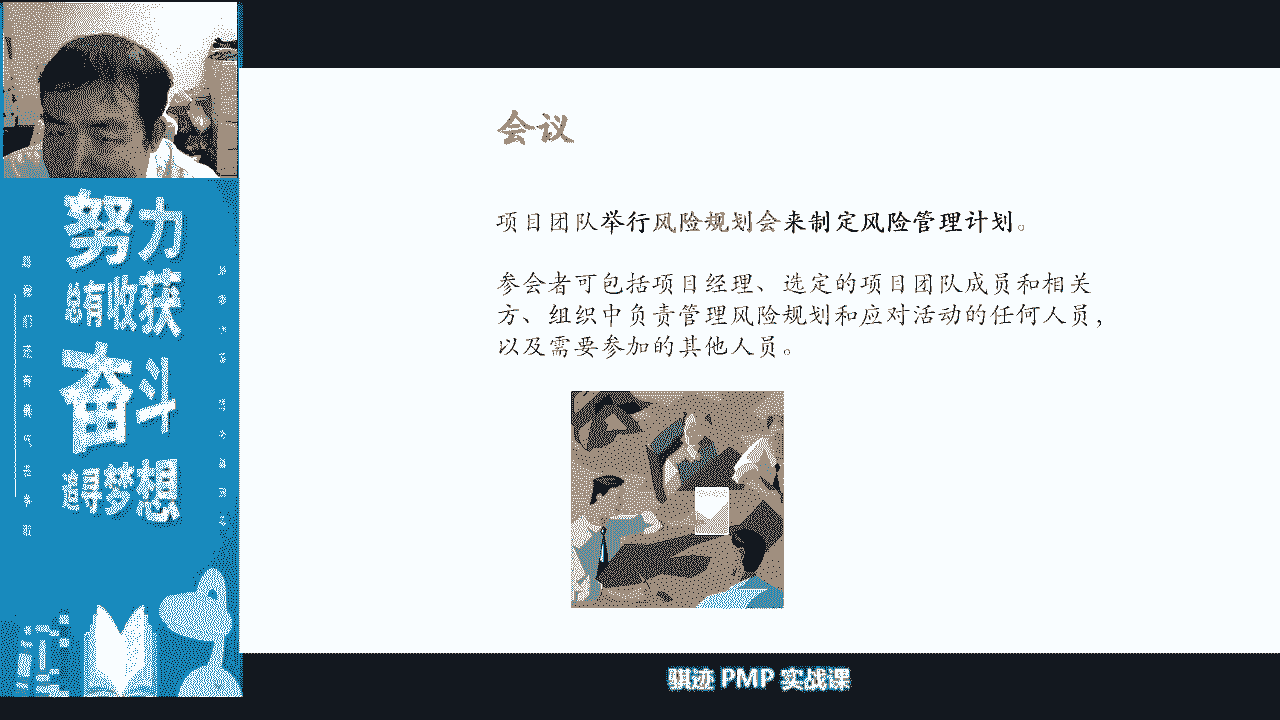 会议
项目团队举行风险规划会来制定风险管理计划。
参会者可包括项目经理、选定的项目团队成员和相关
方、组织中负责管理风险规划和应对活动的任何人员，
以及需要参加的其他人员。
努力
总有收获
奋斗
追寻梦想
骐迹 PMP 实战课